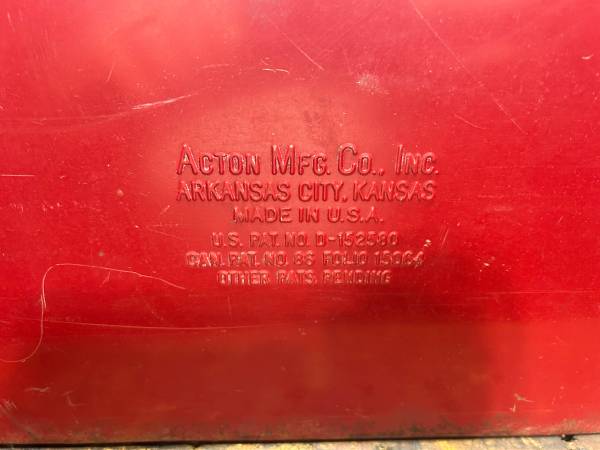 ACTON MFG. CO., INC.
ARKANSAS CITY, KANSAS
MADE IN U.S.A.
U.S. PAT. NO. D-152580
CAN. PAT. NO. 86 FOLIO 15964
OTHER PATS. PENDING